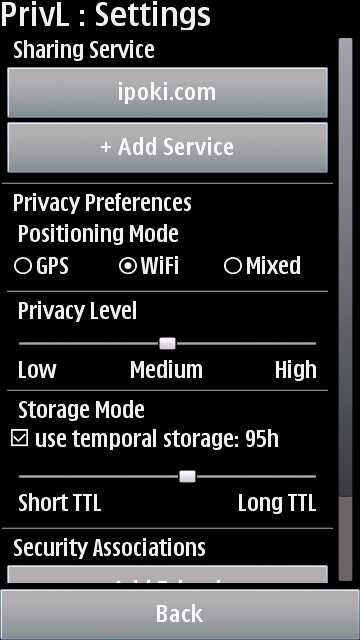 PrivL : Settings
Sharing Service
ipoki.com
+ Add Service
Privacy Preferences
Positioning Mode
GPS WiFi Mixed
Privacy Level
Low Medium High
Storage Mode
use temporal storage: 95h
Short TTL Long TTL
Security Associations
Back